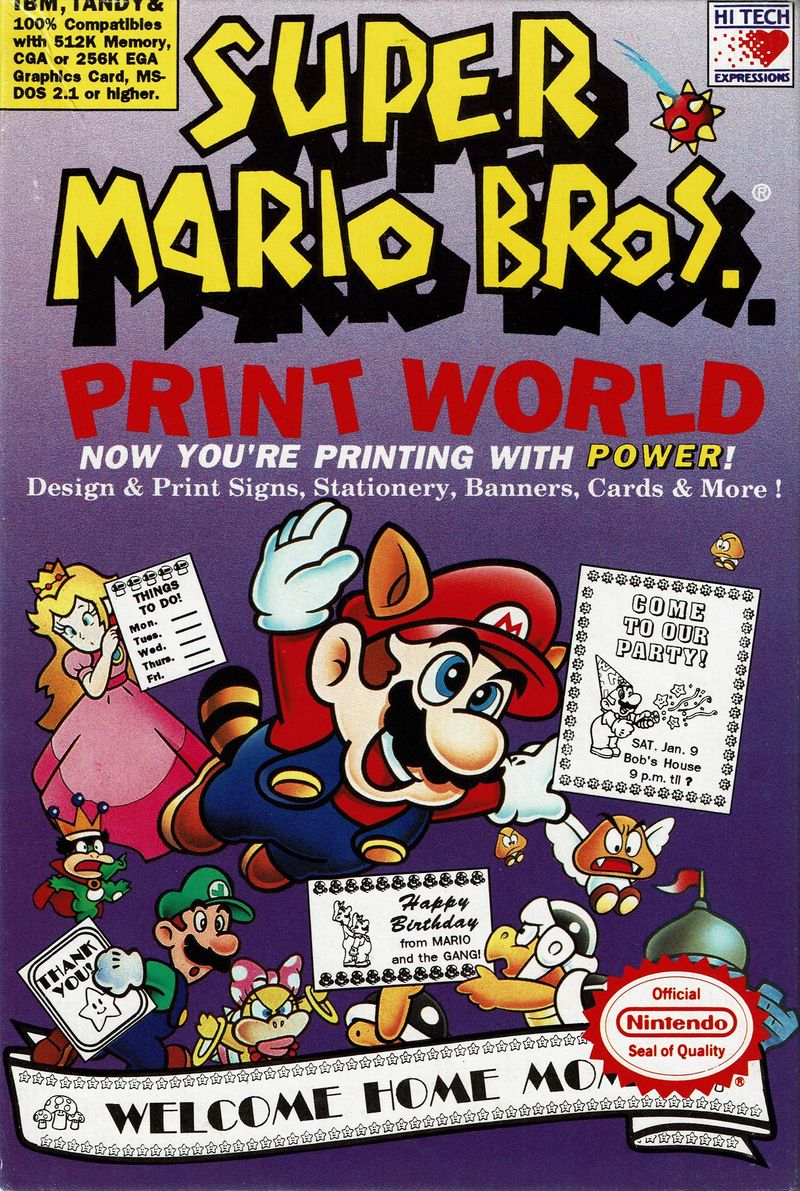 IBM, TANDY &
100% Compatibles
with 512K Memory,
CGA or 256K EGA
Graphics Card, MS-
DOS 2.1 or higher.
HI TECH
EXPRESSIONS
SUPER
MARIO BROS.®
PRINT WORLD
NOW YOU'RE PRINTING WITH POWER!
Design & Print Signs, Stationery, Banners, Cards & More !
THINGS
TO DO!
Mon.
Tues.
Wed.
Thurs.
Fri.
M
COME
TO OUR
PARTY!
SAT. Jan. 9
Bob's House
9 p.m. til ?
Happy
Birthday
from MARIO
and the GANG!
L
THANK
YOU!
Official
Nintendo
Seal of Quality
®
WELCOME HOME